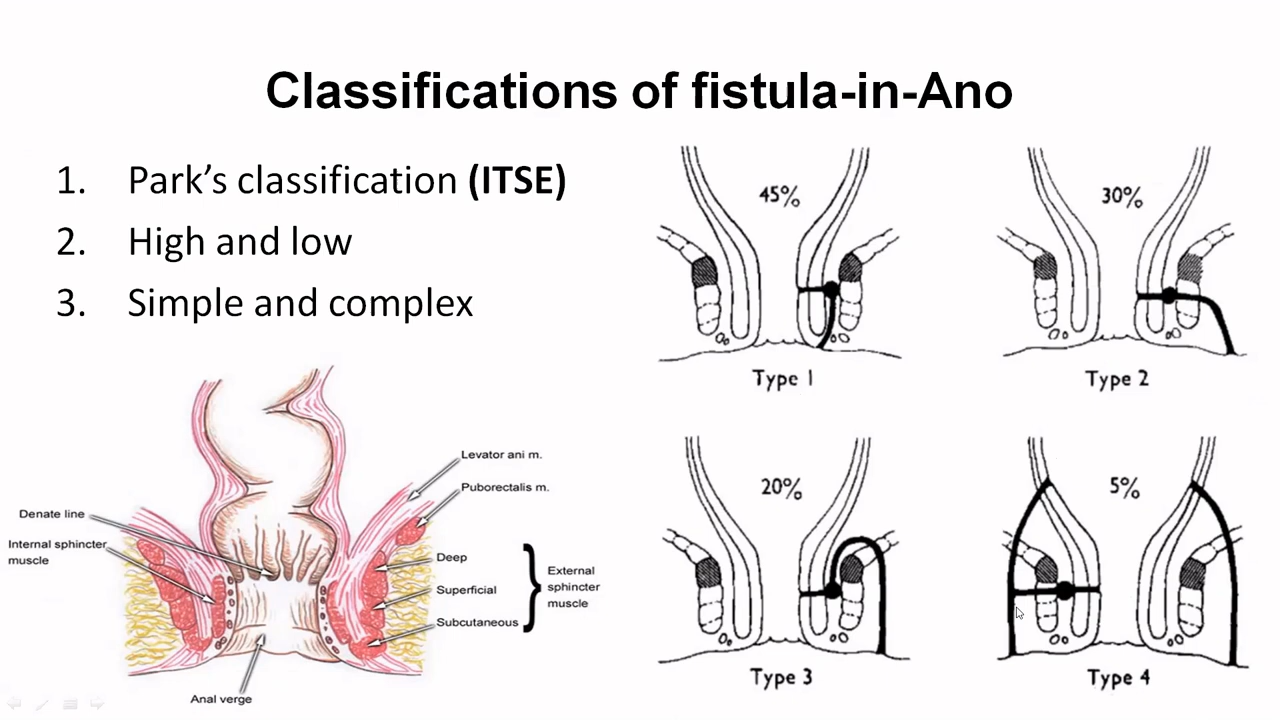 Classifications of fistula-in-Ano
1. Park’s classification (ITSE)
2. High and low
3. Simple and complex
45%
Type 1
30%
Type 2
20%
Type 3
5%
Type 4
Levator ani m.
Puborectalis m.
Denate line
Internal sphincter
muscle
Deep
Superficial
Subcutaneous
External
sphincter
muscle
Anal verge